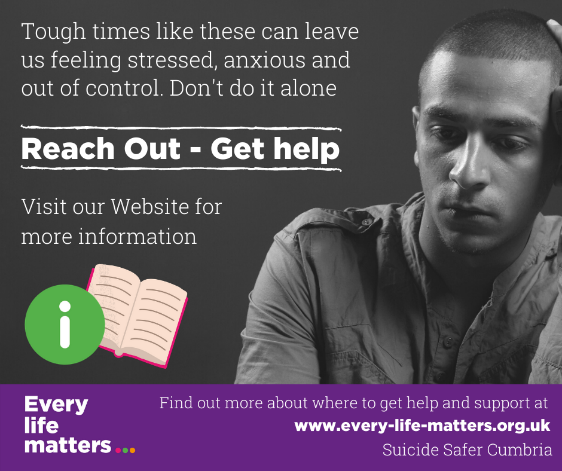 Tough times like these can leave
us feeling stressed, anxious and
out of control. Don't do it alone
Reach Out - Get help
Visit our Website for
more information
i
Every
life
matters...
Find out more about where to get help and support at
www.every-life-matters.org.uk
Suicide Safer Cumbria